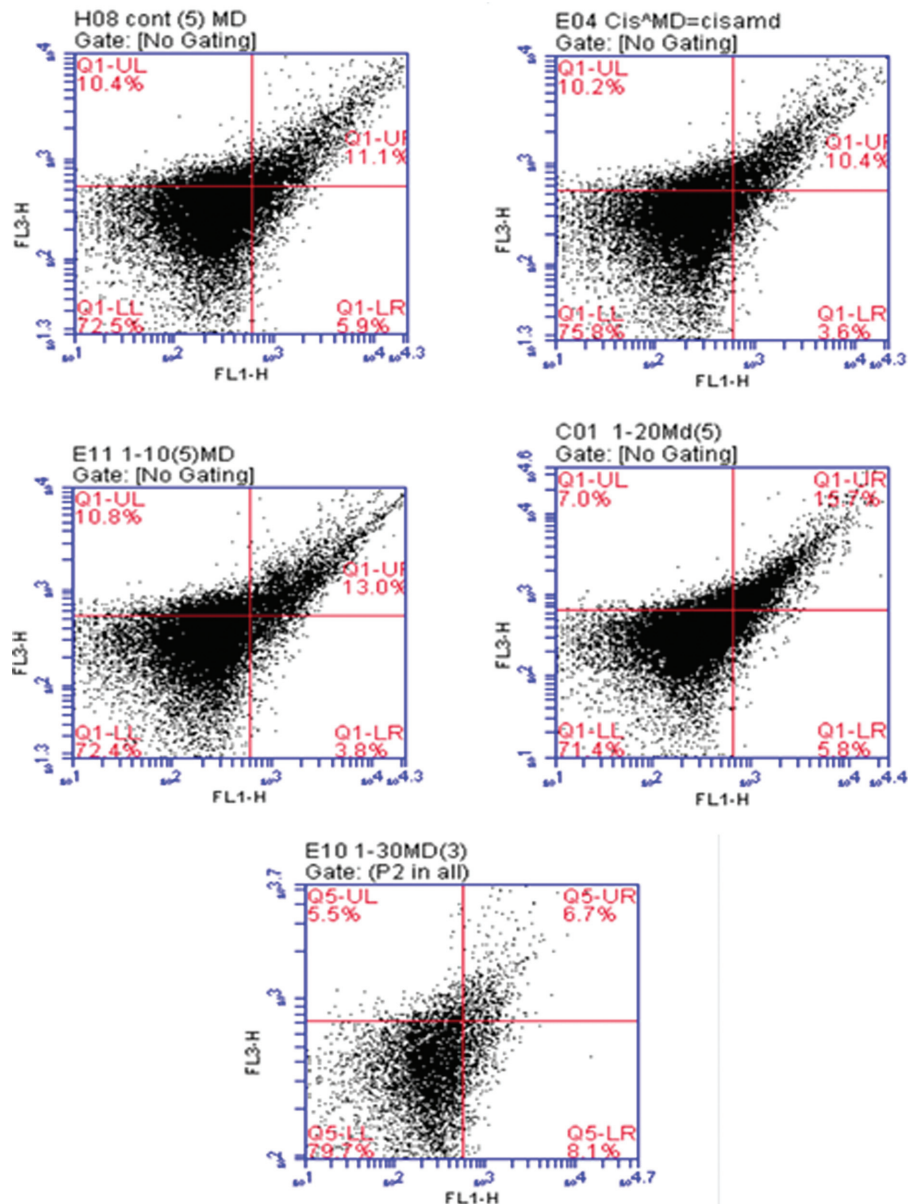 H08 cont (5) MD
Gate: [No Gating]
Q1-UL
10.4%
Q1-UR
11.1%
Q1-LL
72.5%
Q1-LR
5.9%
FL3-H
FL1-H
E04 Cis^MD=cisamd
Gate: [No Gating]
Q1-UL
10.2%
Q1-UR
10.4%
Q1-LL
75.8%
Q1-LR
3.6%
FL3-H
FL1-H
E11 1-10(5)MD
Gate: [No Gating]
Q1-UL
10.8%
Q1-UR
13.0%
Q1-LL
72.4%
Q1-LR
3.8%
FL3-H
FL1-H
C01 1-20Md(5)
Gate: [No Gating]
Q1-UL
7.0%
Q1-UR
15.7%
Q1-LL
71.4%
Q1-LR
5.8%
FL3-H
FL1-H
E10 1-30MD(3)
Gate: (P2 in all)
Q5-UL
5.5%
Q5-UR
6.7%
Q5-LL
79.7%
Q5-LR
8.1%
FL3-H
FL1-H